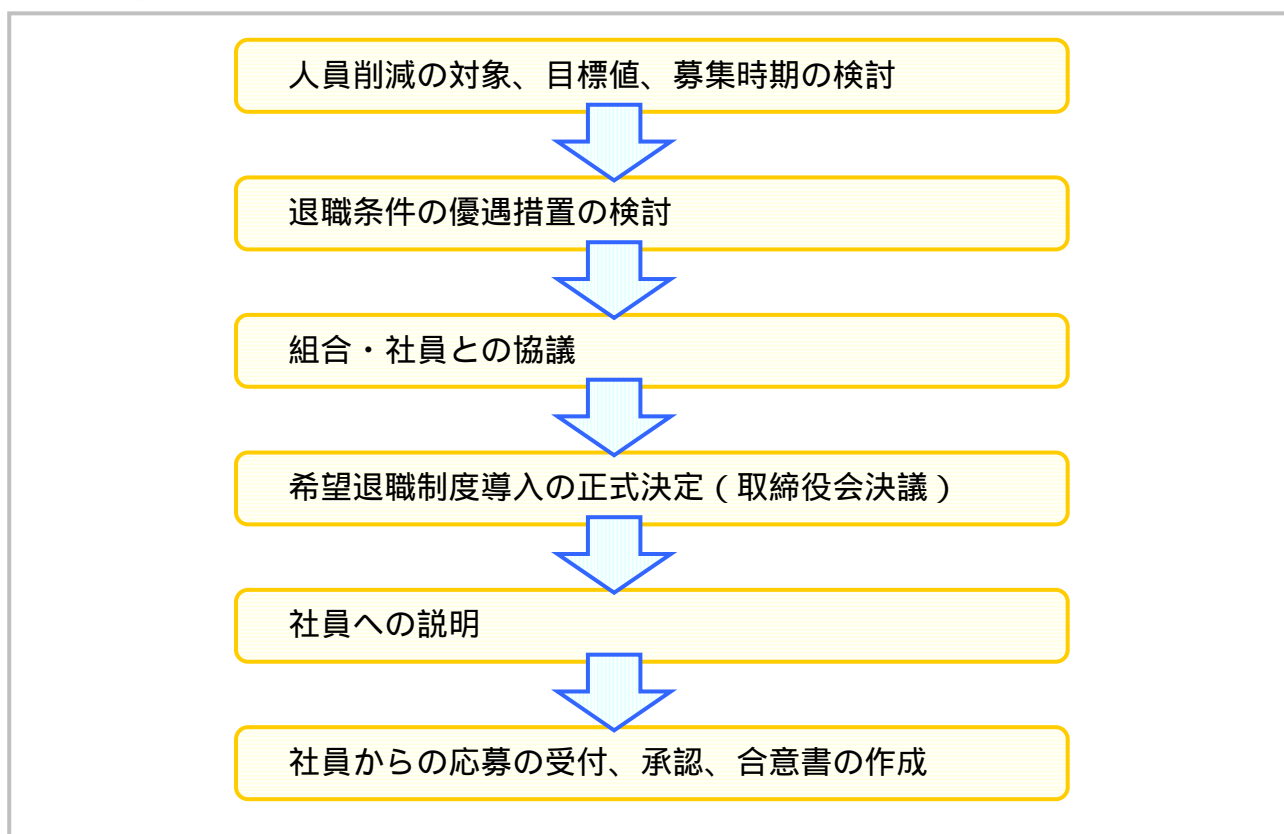 人員削減の対象、目標値、募集時期の検討
退職条件の優遇措置の検討
組合・社員との協議
希望退職制度導入の正式決定（取締役会決議）
社員への説明
社員からの応募の受付、承認、合意書の作成